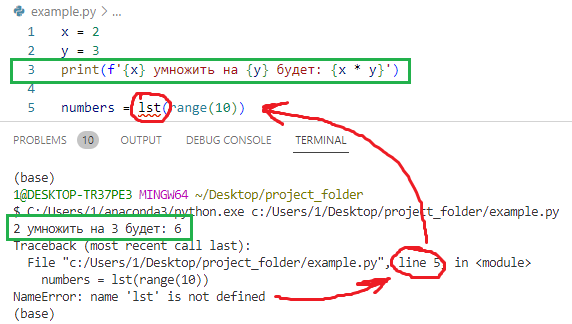 example.py > ...
1 x = 2
2 y = 3
3 print(f'{x} умножить на {y} будет: {x * y}')
4
5 numbers = lst(range(10))
PROBLEMS 10 OUTPUT DEBUG CONSOLE TERMINAL
(base)
1@DESKTOP-TR37PE3 MINGW64 ~/Desktop/project_folder
$ C:/Users/1/anaconda3/python.exe c:/Users/1/Desktop/project_folder/example.py
2 умножить на 3 будет: 6
Traceback (most recent call last):
File "c:/Users/1/Desktop/project_folder/example.py", line 5, in <module>
numbers = lst(range(10))
NameError: name 'lst' is not defined
(base)